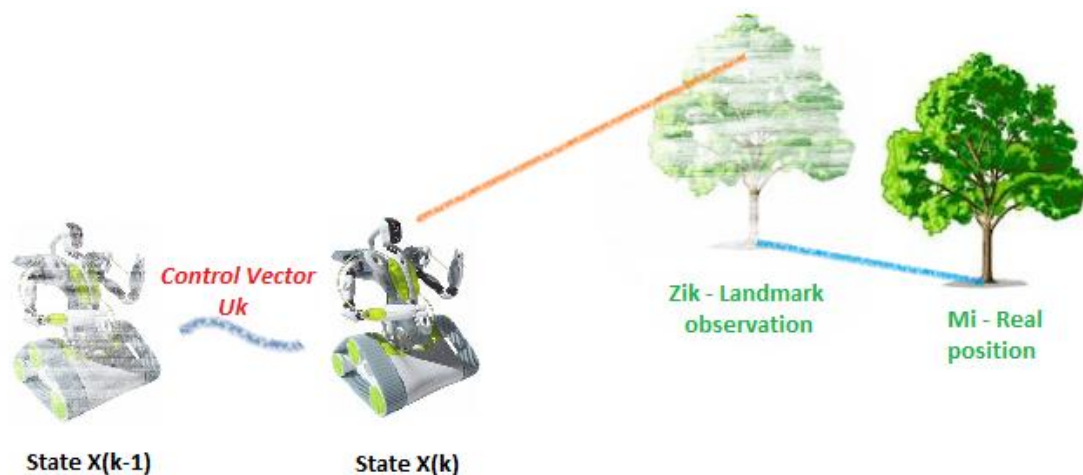 Control Vector
Uk
Zik - Landmark
observation
Mi - Real
position
State X(k-1)
State X(k)